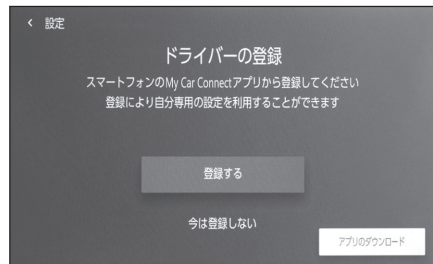 < 設定
ドライバーの登録
スマートフォンのMy Car Connectアプリから登録してください
登録により自分専用の設定を利用することができます
登録する
今は登録しない
アプリのダウンロード